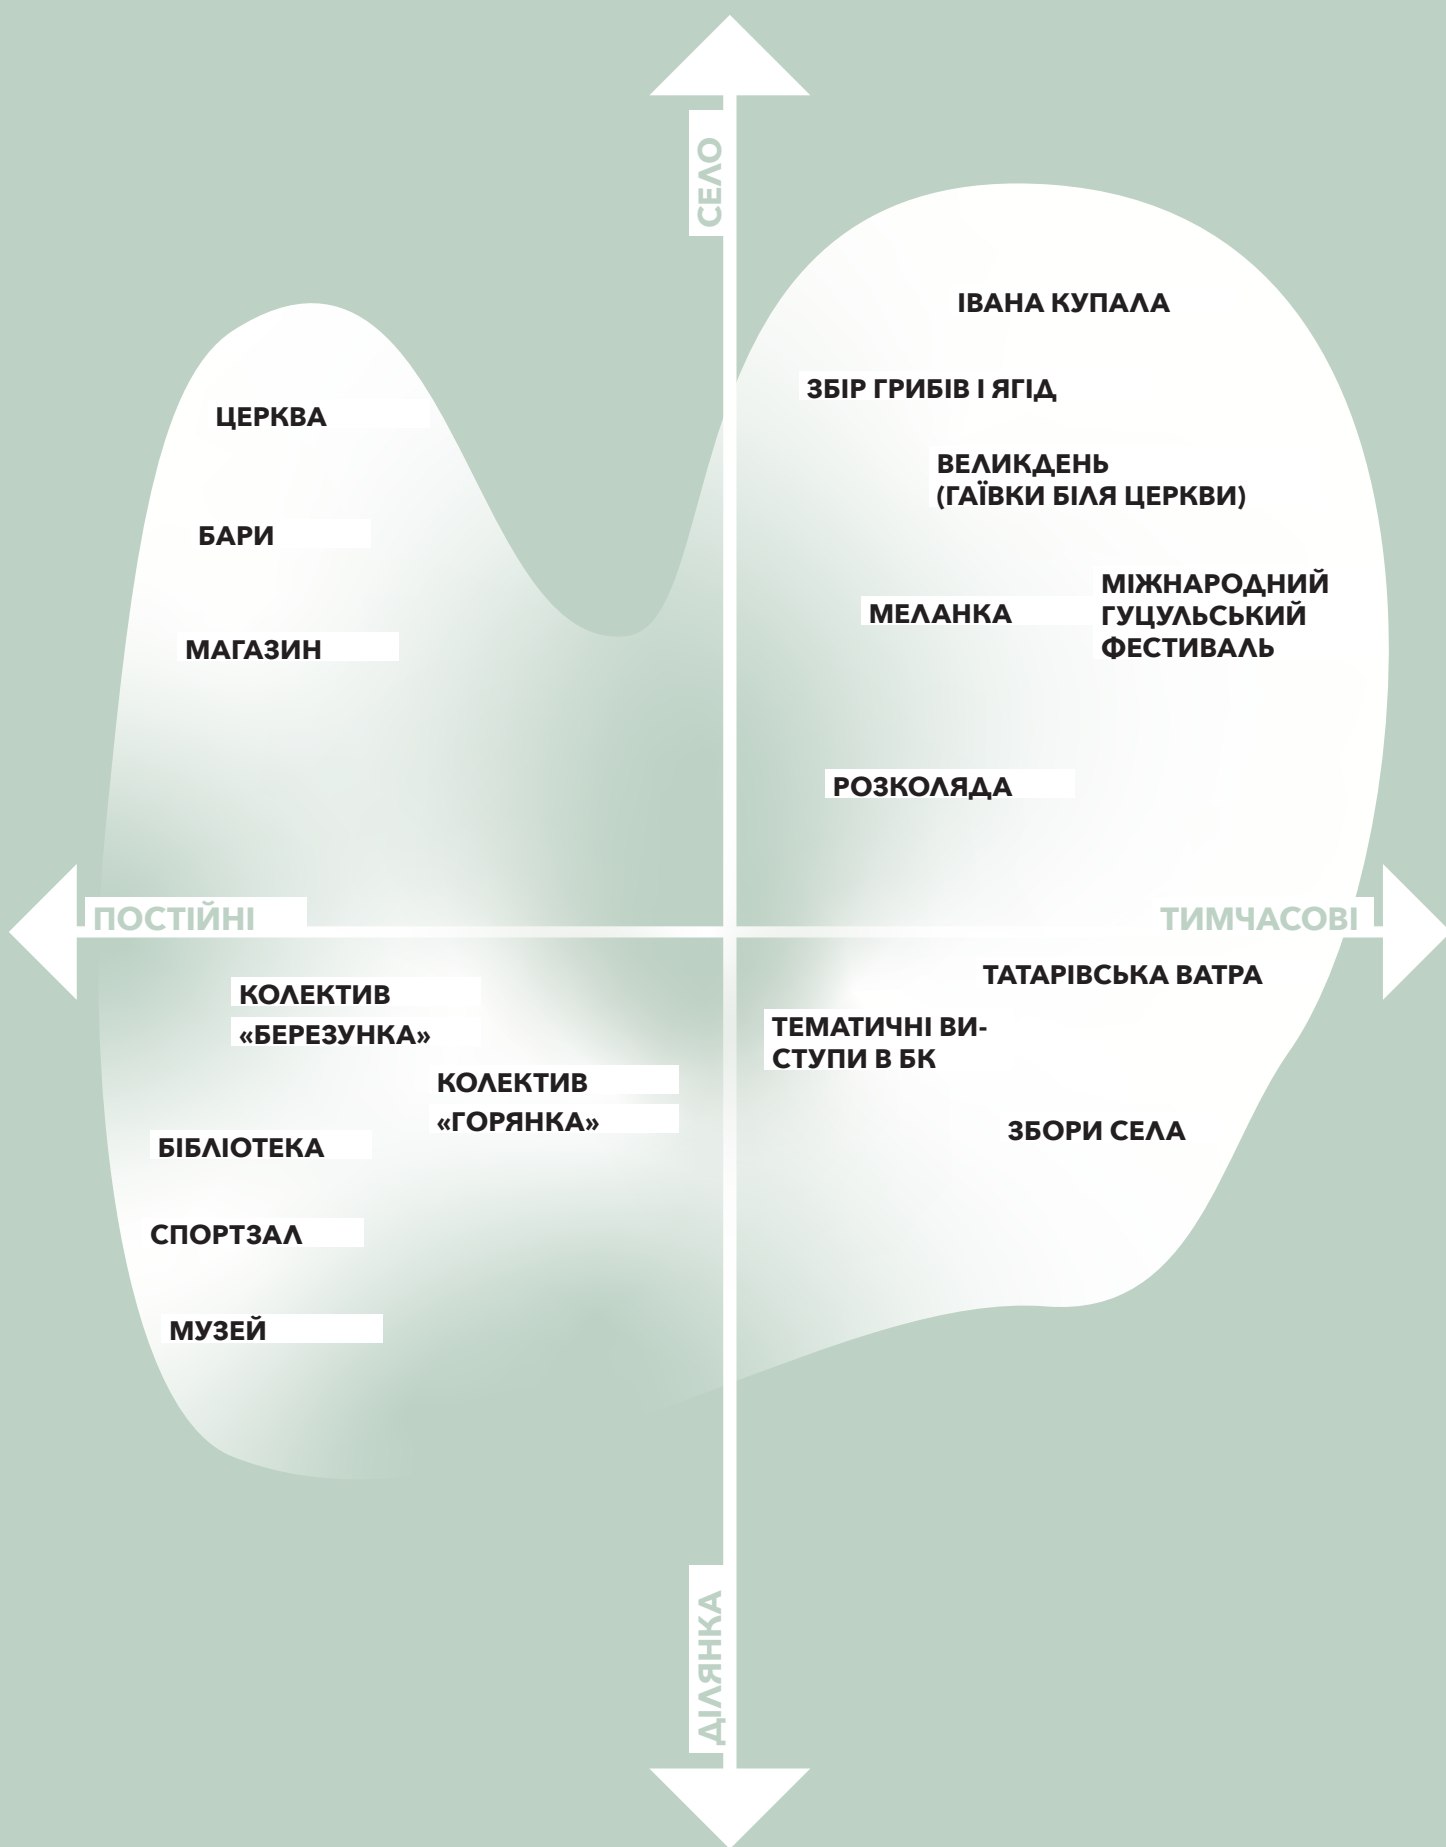 СЕЛО
ІВАНА КУПАЛА
ЗБІР ГРИБІВ І ЯГІД
ЦЕРКВА
ВЕЛИКДЕНЬ
(ГАЇВКИ БІЛЯ ЦЕРКВИ)
БАРИ
МІЖНАРОДНИЙ
ГУЦУЛЬСЬКИЙ
ФЕСТИВАЛЬ
МЕЛАНКА
МАГАЗИН
РОЗКОЛЯДА
ПОСТІЙНІ
ТИМЧАСОВІ
ТАТАРІВСЬКА ВАТРА
КОЛЕКТИВ
«БЕРЕЗУНКА»
ТЕМАТИЧНІ ВИ-
СТУПИ В БК
КОЛЕКТИВ
«ГОРЯНКА»
ЗБОРИ СЕЛА
БІБЛІОТЕКА
СПОРТЗАЛ
МУЗЕЙ
ДІЛЯНКА